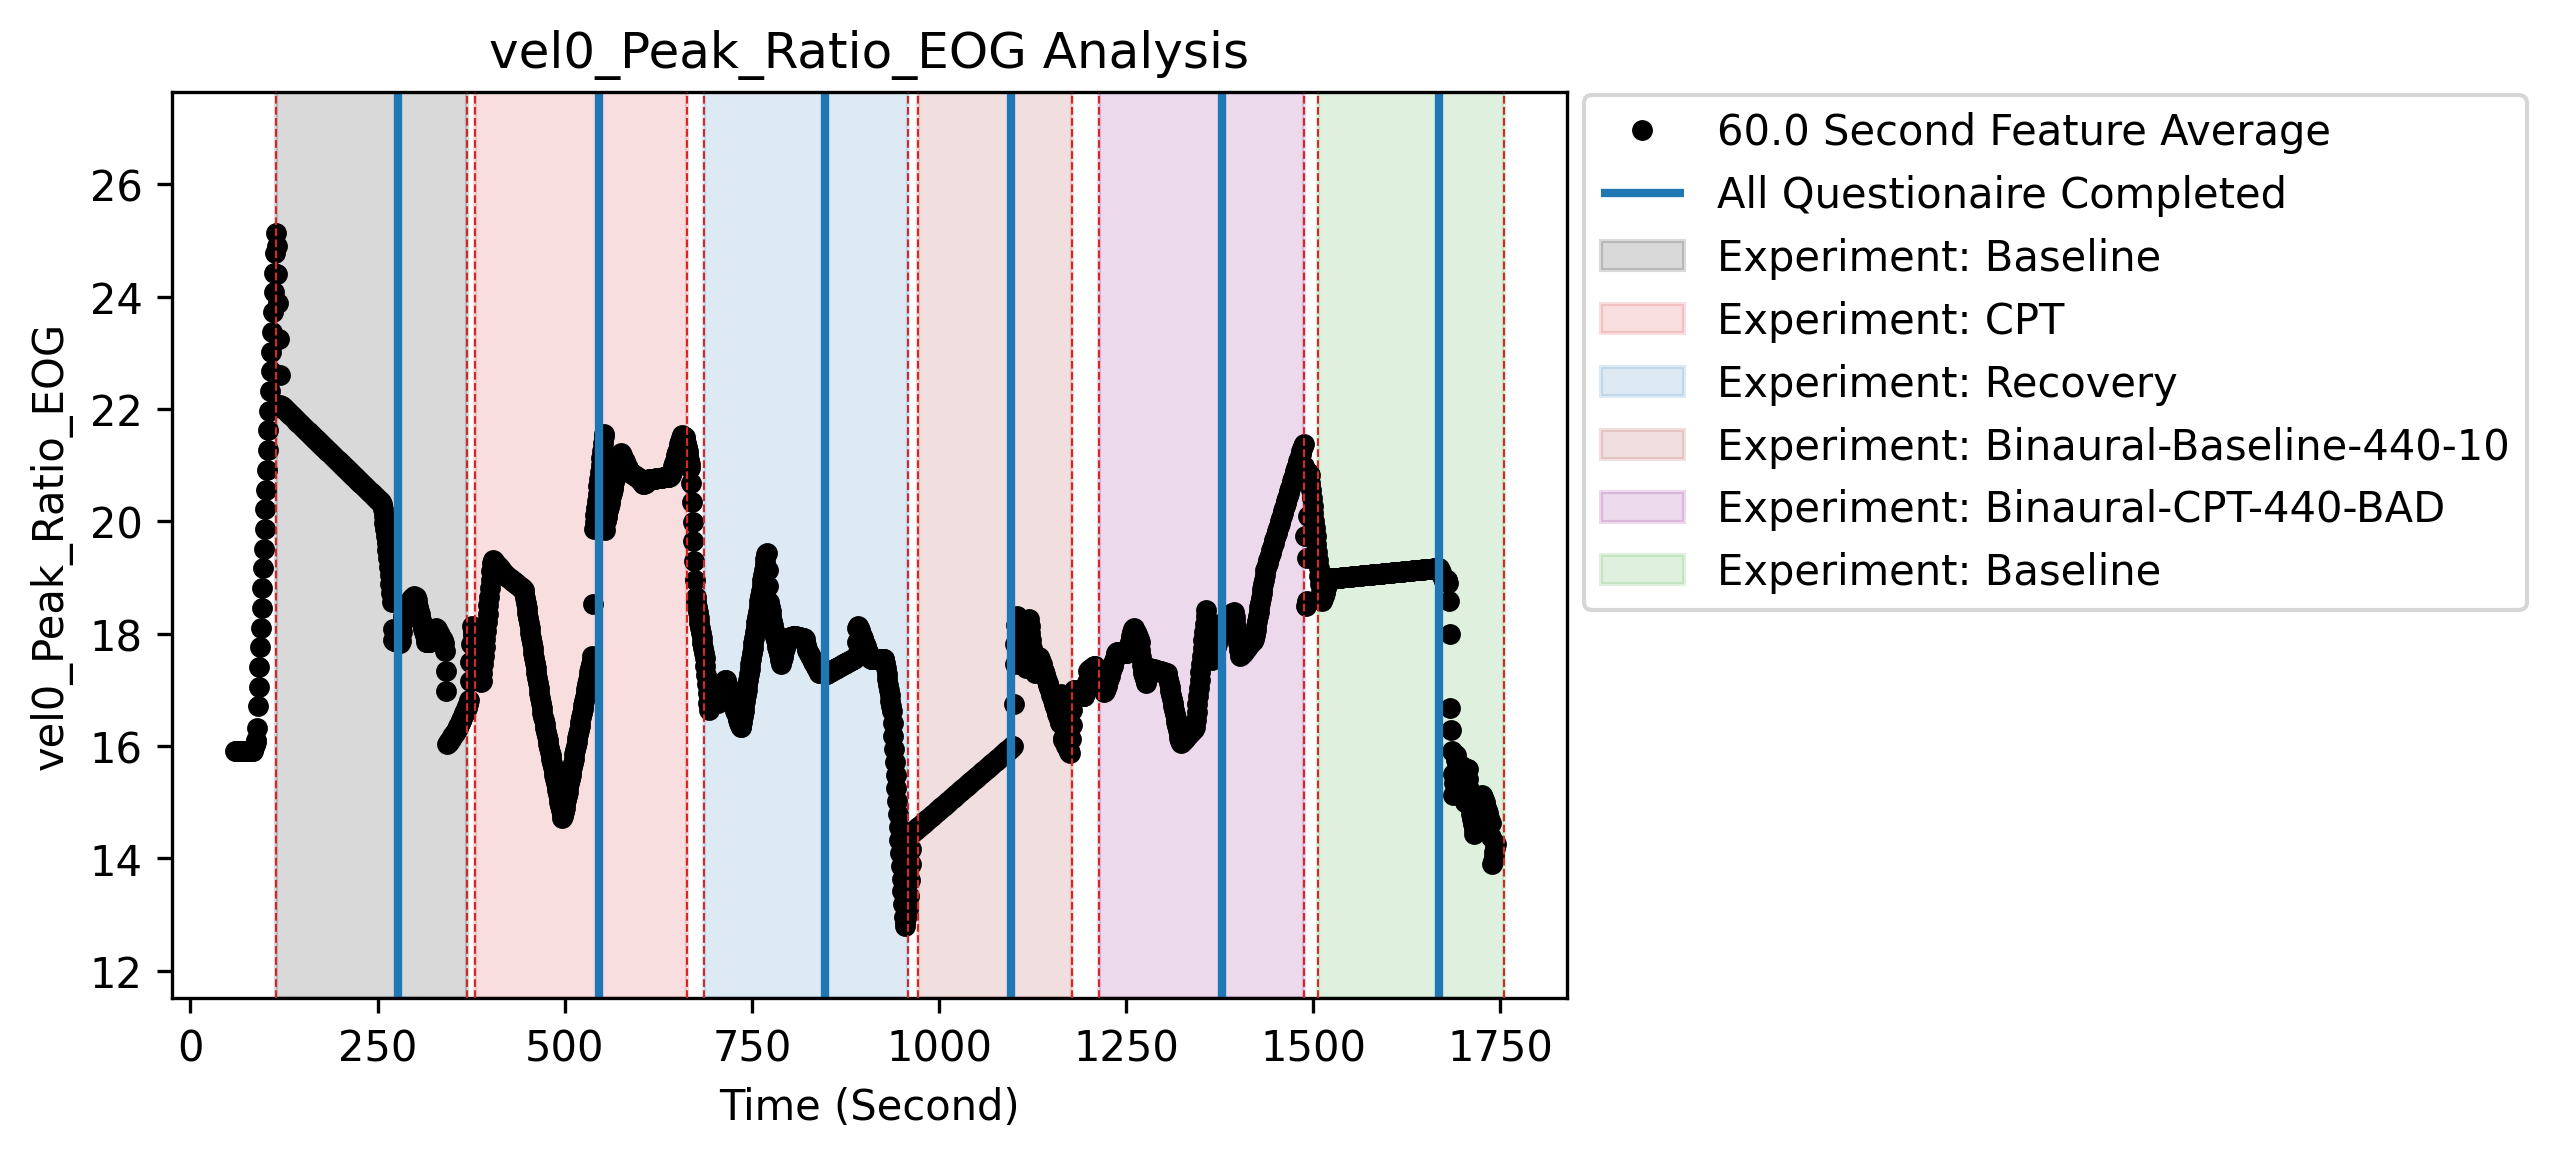 vel0_Peak_Ratio_EOG Analysis
vel0_Peak_Ratio_EOG
26
24
22
20
18
16
14
12
0 250 500 750 1000 1250 1500 1750
Time (Second)
60.0 Second Feature Average
All Questionaire Completed
Experiment: Baseline
Experiment: CPT
Experiment: Recovery
Experiment: Binaural-Baseline-440-10
Experiment: Binaural-CPT-440-BAD
Experiment: Baseline